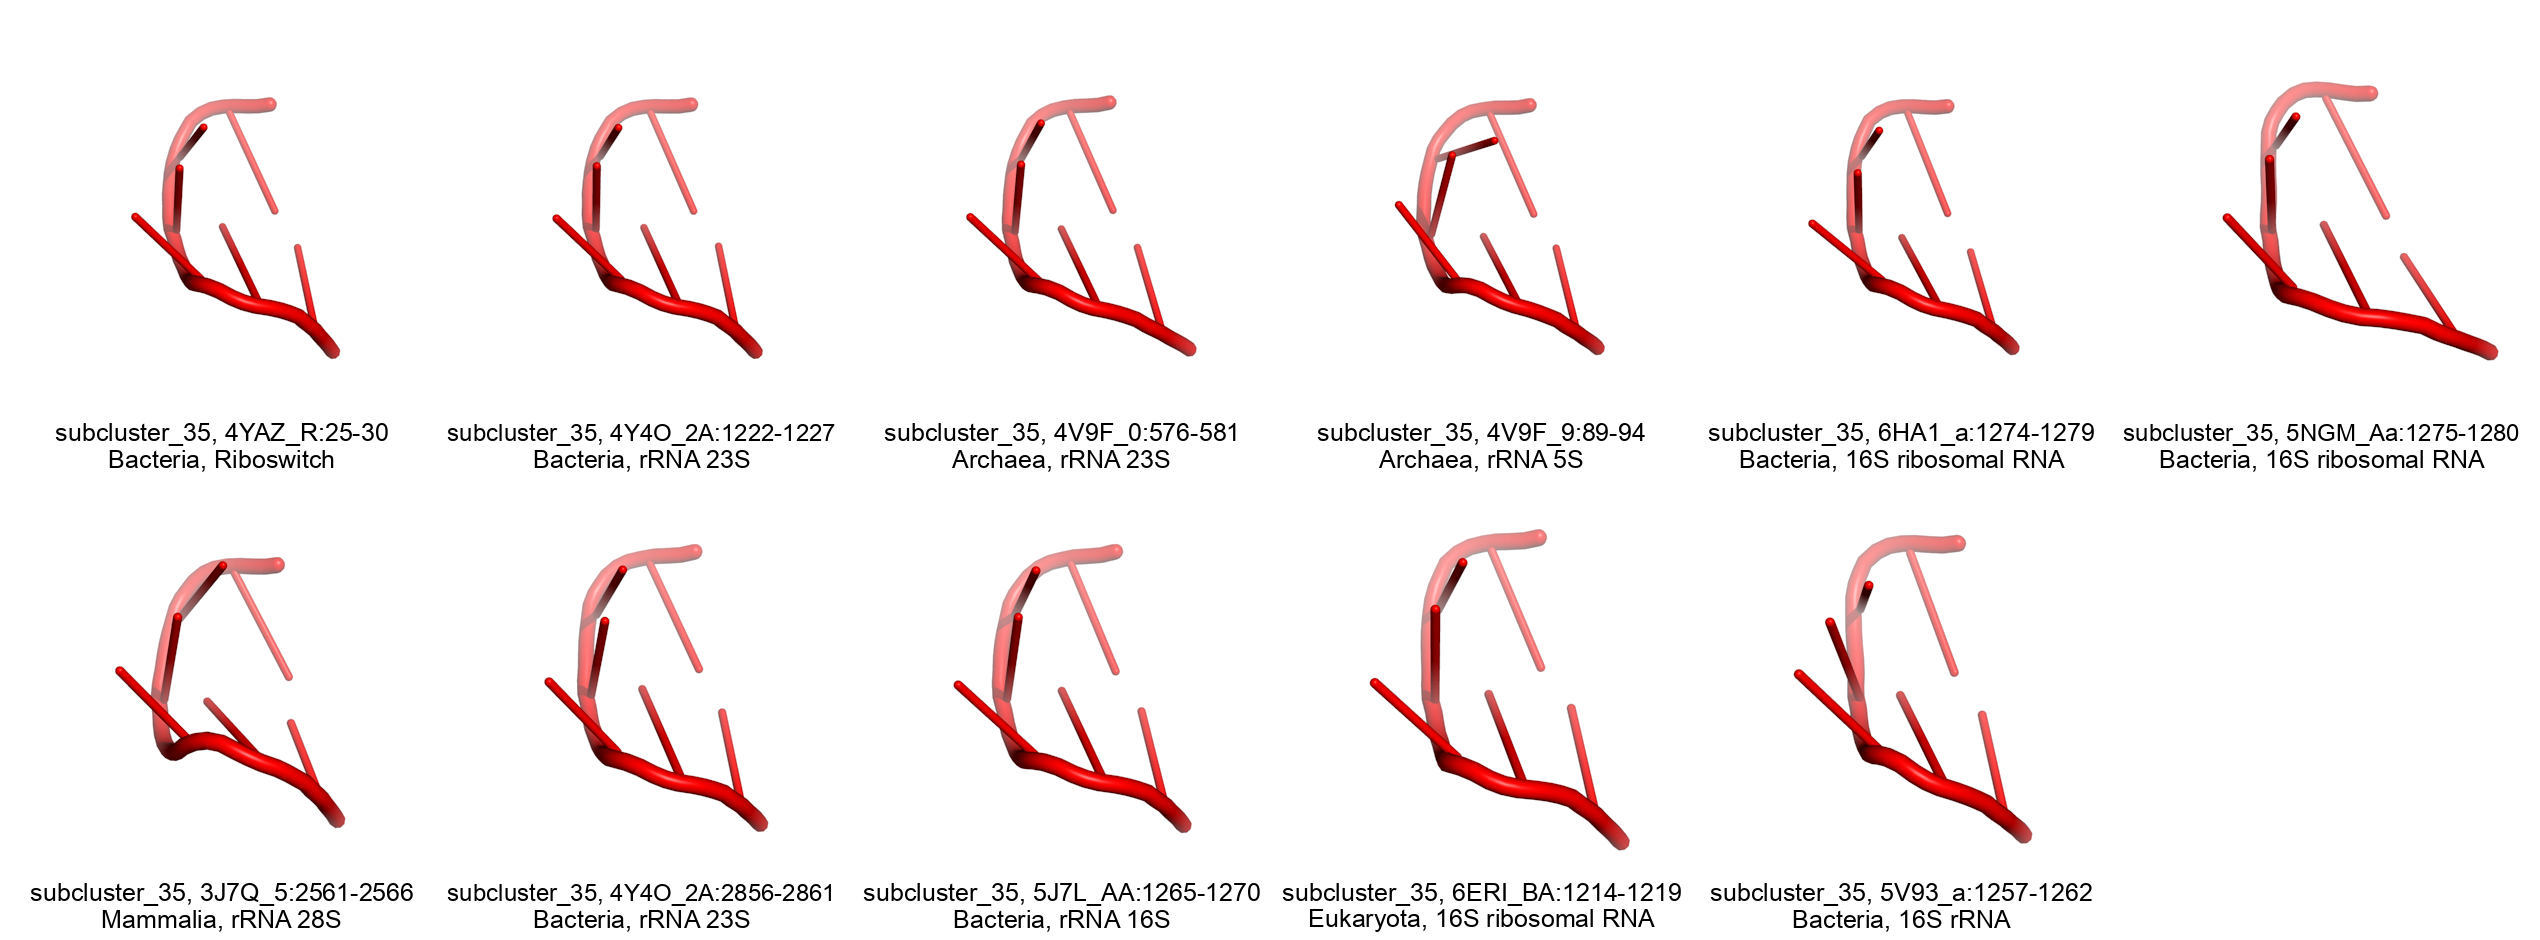 subcluster_35, 4YAZ_R:25-30
Bacteria, Riboswitch
subcluster_35, 4Y4O_2A:1222-1227
Bacteria, rRNA 23S
subcluster_35, 4V9F_0:576-581
Archaea, rRNA 23S
subcluster_35, 4V9F_9:89-94
Archaea, rRNA 5S
subcluster_35, 6HA1_a:1274-1279
Bacteria, 16S ribosomal RNA
subcluster_35, 5NGM_Aa:1275-1280
Bacteria, 16S ribosomal RNA
subcluster_35, 3J7Q_5:2561-2566
Mammalia, rRNA 28S
subcluster_35, 4Y4O_2A:2856-2861
Bacteria, rRNA 23S
subcluster_35, 5J7L_AA:1265-1270
Bacteria, rRNA 16S
subcluster_35, 6ERI_BA:1214-1219
Eukaryota, 16S ribosomal RNA
subcluster_35, 5V93_a:1257-1262
Bacteria, 16S rRNA